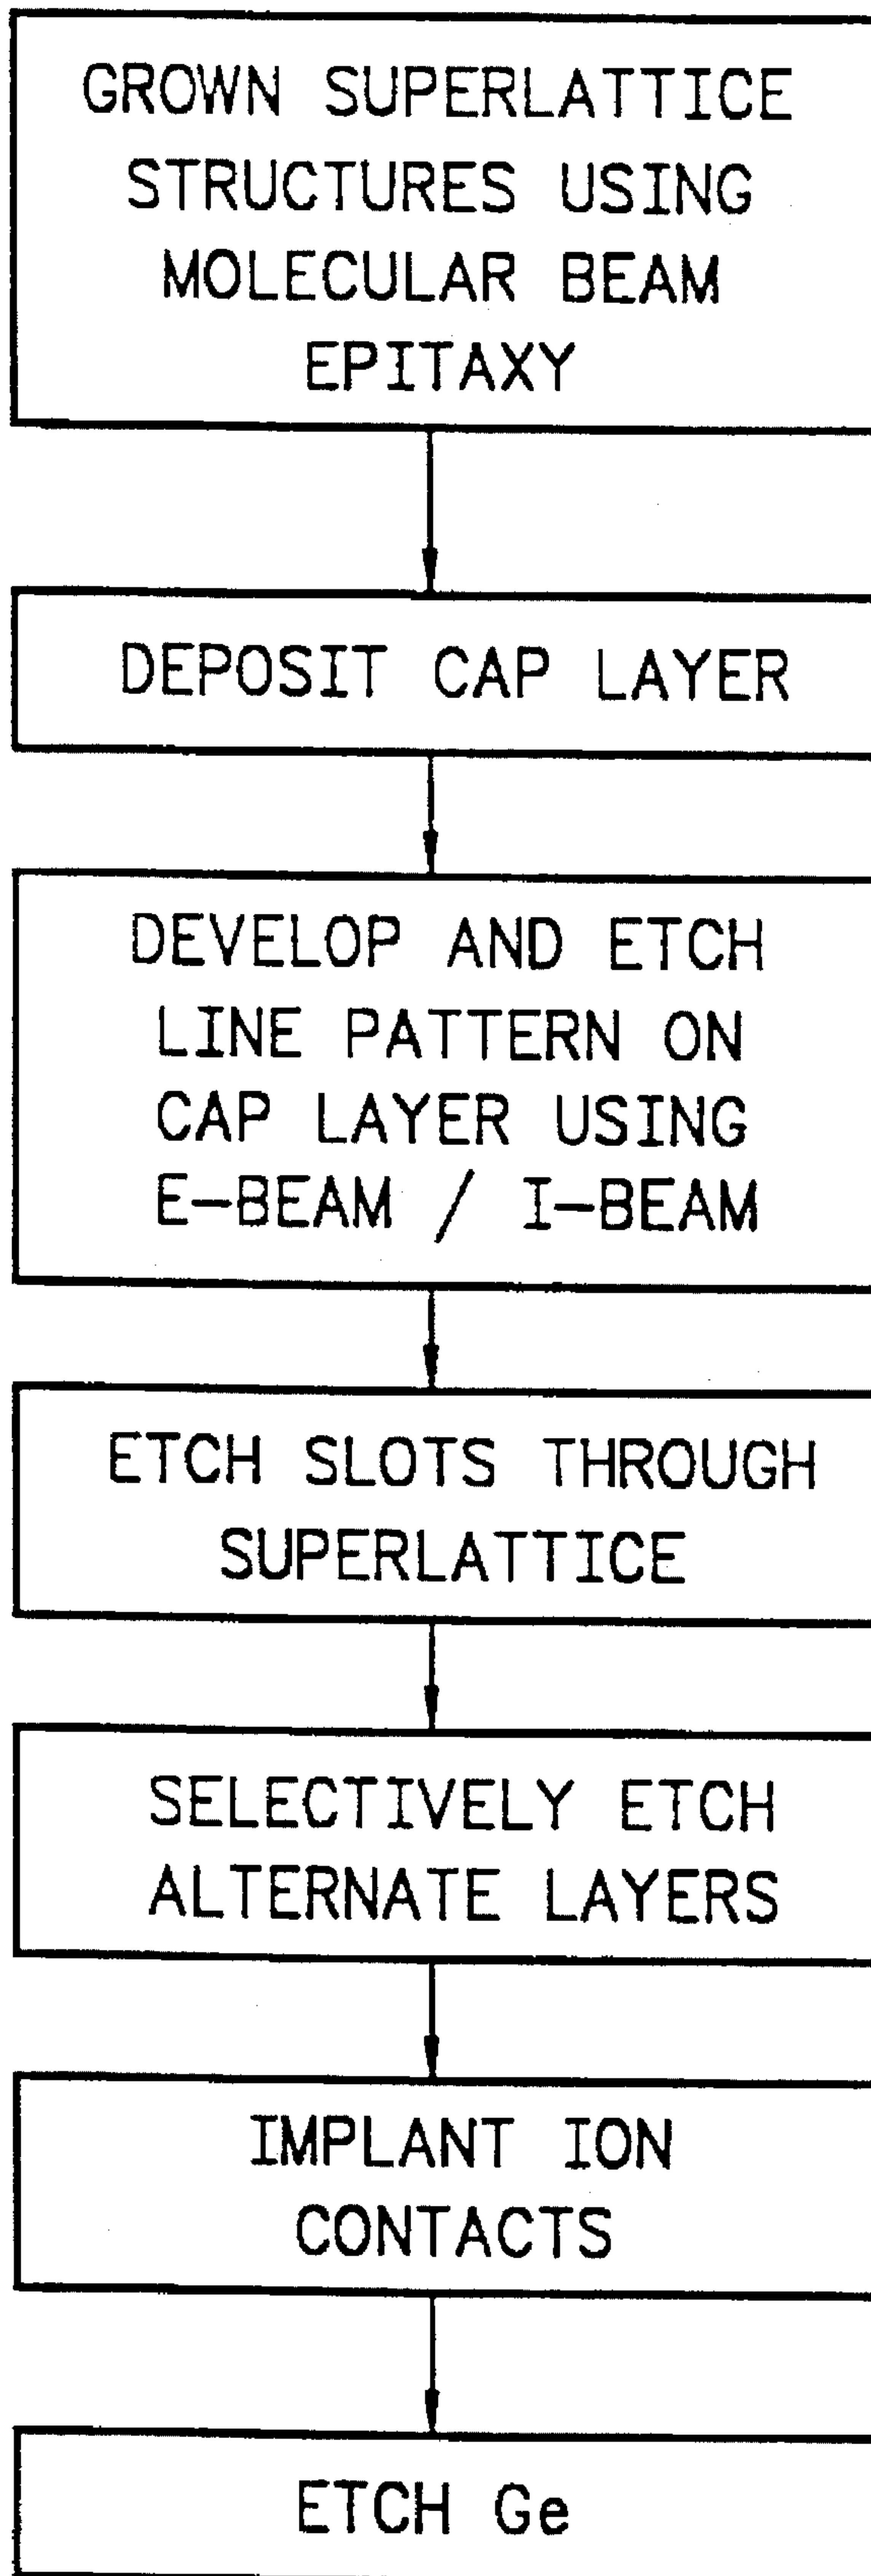 GROWN SUPERLATTICE
STRUCTURES USING
MOLECULAR BEAM
EPITAXY
DEPOSIT CAP LAYER
DEVELOP AND ETCH
LINE PATTERN ON
CAP LAYER USING
E-BEAM / I-BEAM
ETCH SLOTS THROUGH
SUPERLATTICE
SELECTIVELY ETCH
ALTERNATE LAYERS
IMPLANT ION
CONTACTS
ETCH Ge